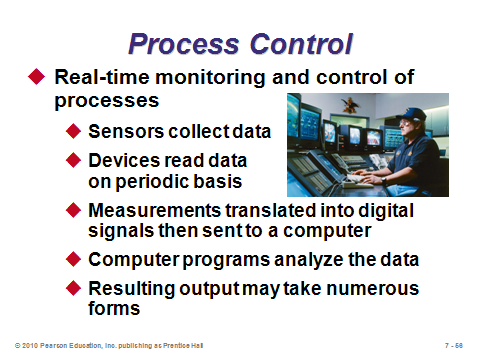 Process Control
Real-time monitoring and control of
processes
Sensors collect data
Devices read data
on periodic basis
Measurements translated into digital
signals then sent to a computer
Computer programs analyze the data
Resulting output may take numerous
forms
© 2010 Pearson Education, Inc. publishing as Prentice Hall
7 - 56